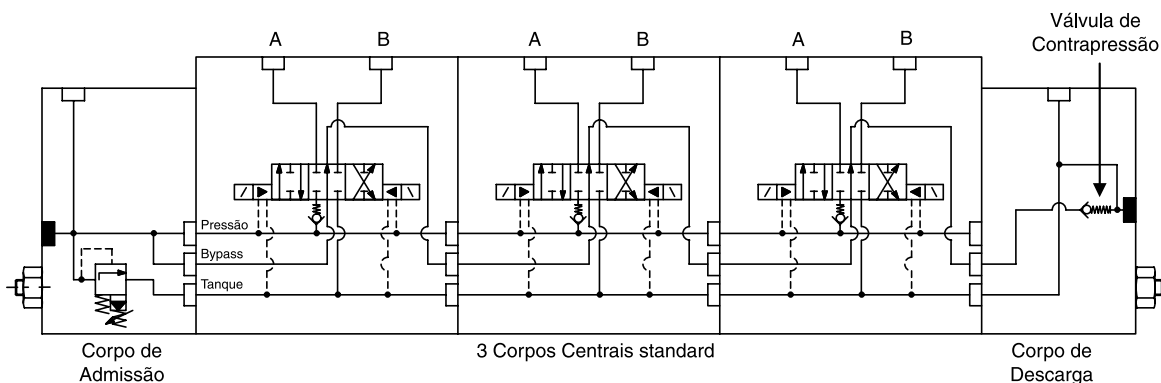 A B A B A B
Válvula de
Contrapressão
Pressão
Bypass
Tanque
Corpo de
Admissão
3 Corpos Centrais standard
Corpo de
Descarga